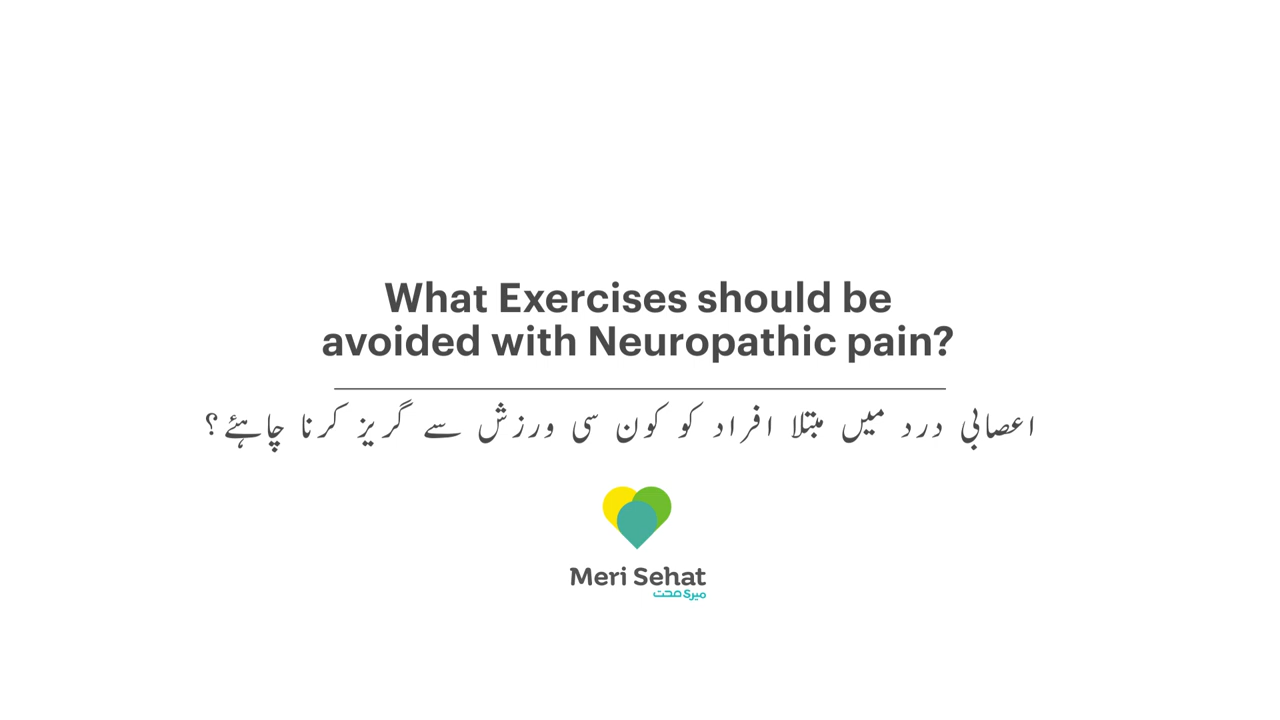 What Exercises should be
avoided with Neuropathic pain?
اعصابی درد میں مبتلا افراد کو کون سی ورزش سے گریز کرنا چاہئے؟
Meri Sehat
میری صحت